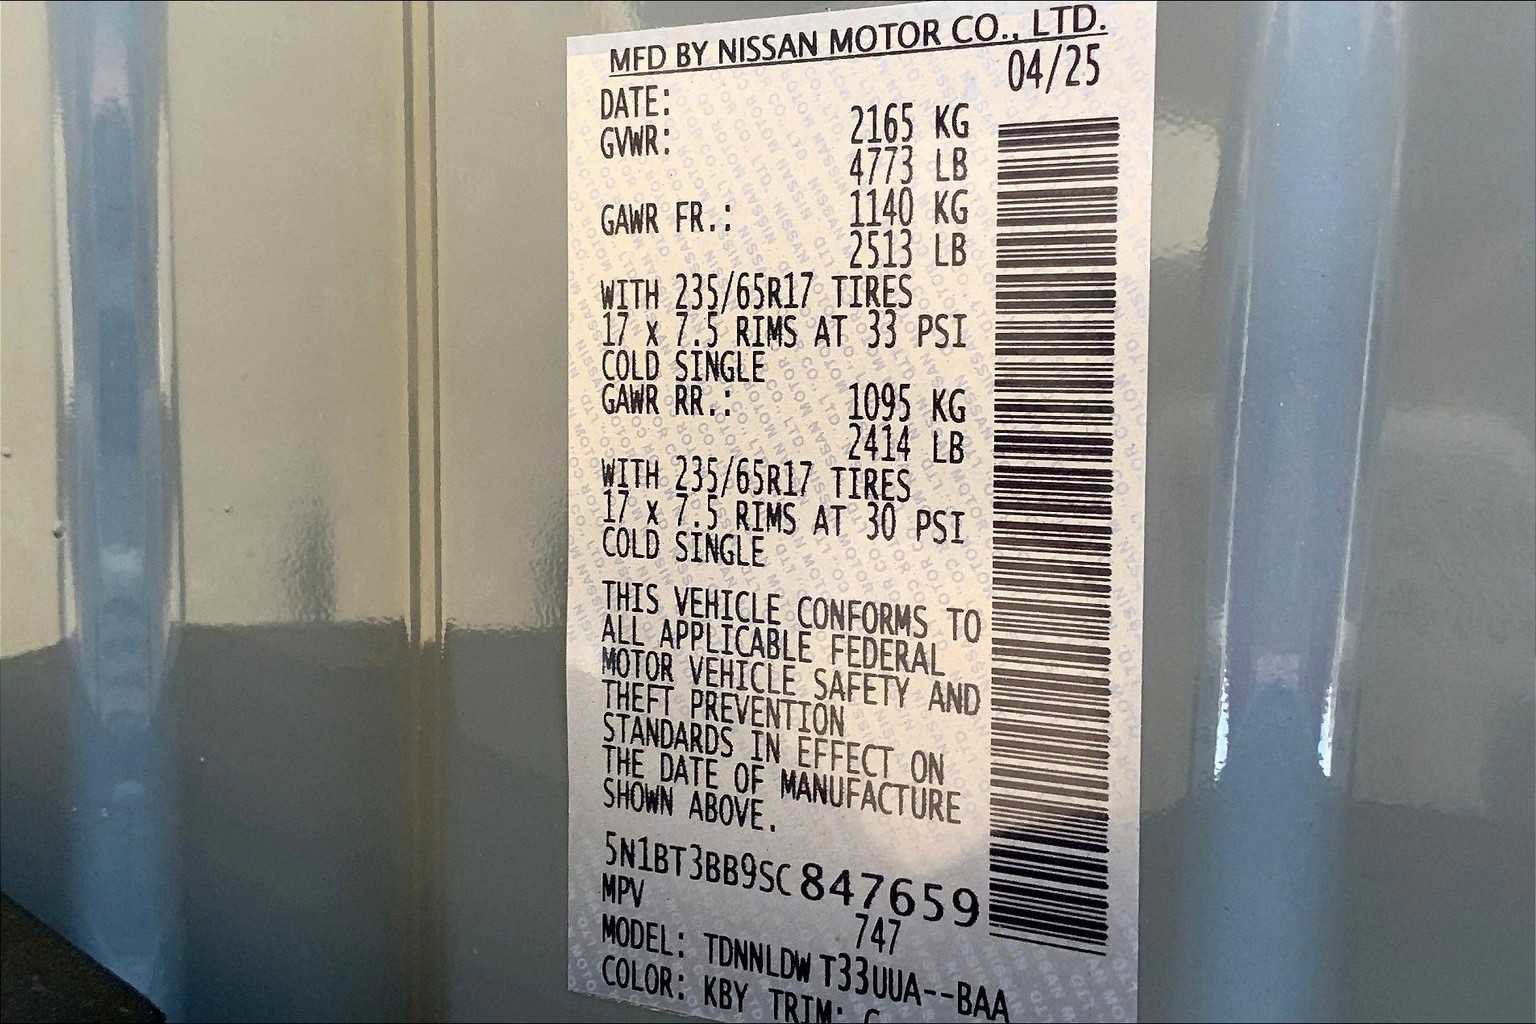 MFD BY NISSAN MOTOR CO., LTD.
DATE: 04/25
GVWR: 2165 KG
4773 LB
GAWR FR.: 1140 KG
2513 LB
WITH 235/65R17 TIRES
17 x 7.5 RIMS AT 33 PSI
COLD SINGLE
GAWR RR.: 1095 KG
2414 LB
WITH 235/65R17 TIRES
17 x 7.5 RIMS AT 30 PSI
COLD SINGLE
THIS VEHICLE CONFORMS TO
ALL APPLICABLE FEDERAL
MOTOR VEHICLE SAFETY AND
THEFT PREVENTION
STANDARDS IN EFFECT ON
THE DATE OF MANUFACTURE
SHOWN ABOVE.
5N1BT3BB9SC847659
MPV 747
MODEL: TDNNLDWT33UUA--BAA
COLOR: KBY TRIM: